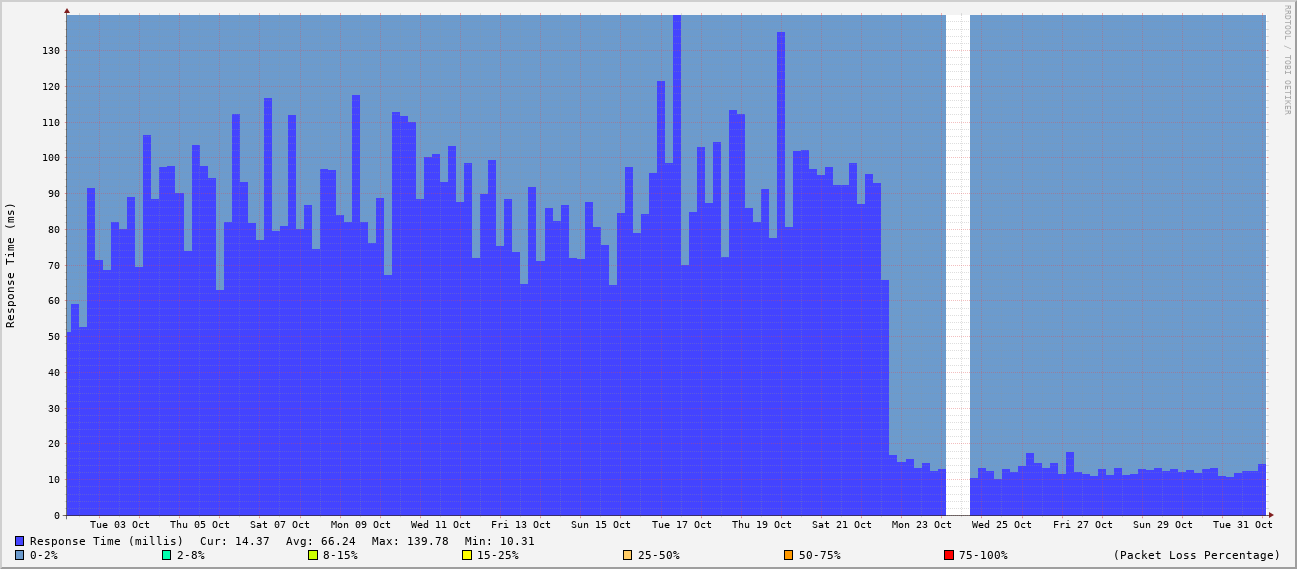 RRDTOOL / TOBI OETIKER
Response Time (ms)
130
120
110
100
90
80
70
60
50
40
30
20
10
0
Tue 03 Oct Thu 05 Oct Sat 07 Oct Mon 09 Oct Wed 11 Oct Fri 13 Oct Sun 15 Oct Tue 17 Oct Thu 19 Oct Sat 21 Oct Mon 23 Oct Wed 25 Oct Fri 27 Oct Sun 29 Oct Tue 31 Oct
Response Time (millis) Cur: 14.37 Avg: 66.24 Max: 139.78 Min: 10.31
0-2% 2-8% 8-15% 15-25% 25-50% 50-75% 75-100% (Packet Loss Percentage)